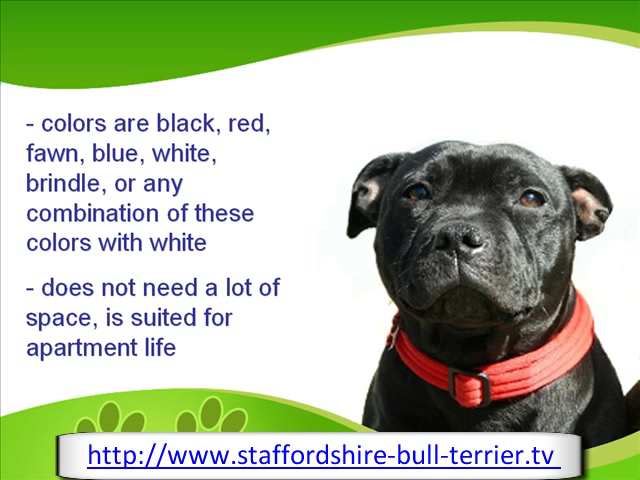 - colors are black, red,
fawn, blue, white,
brindle, or any
combination of these
colors with white
- does not need a lot of
space, is suited for
apartment life
http://www.staffordshire-bull-terrier.tv